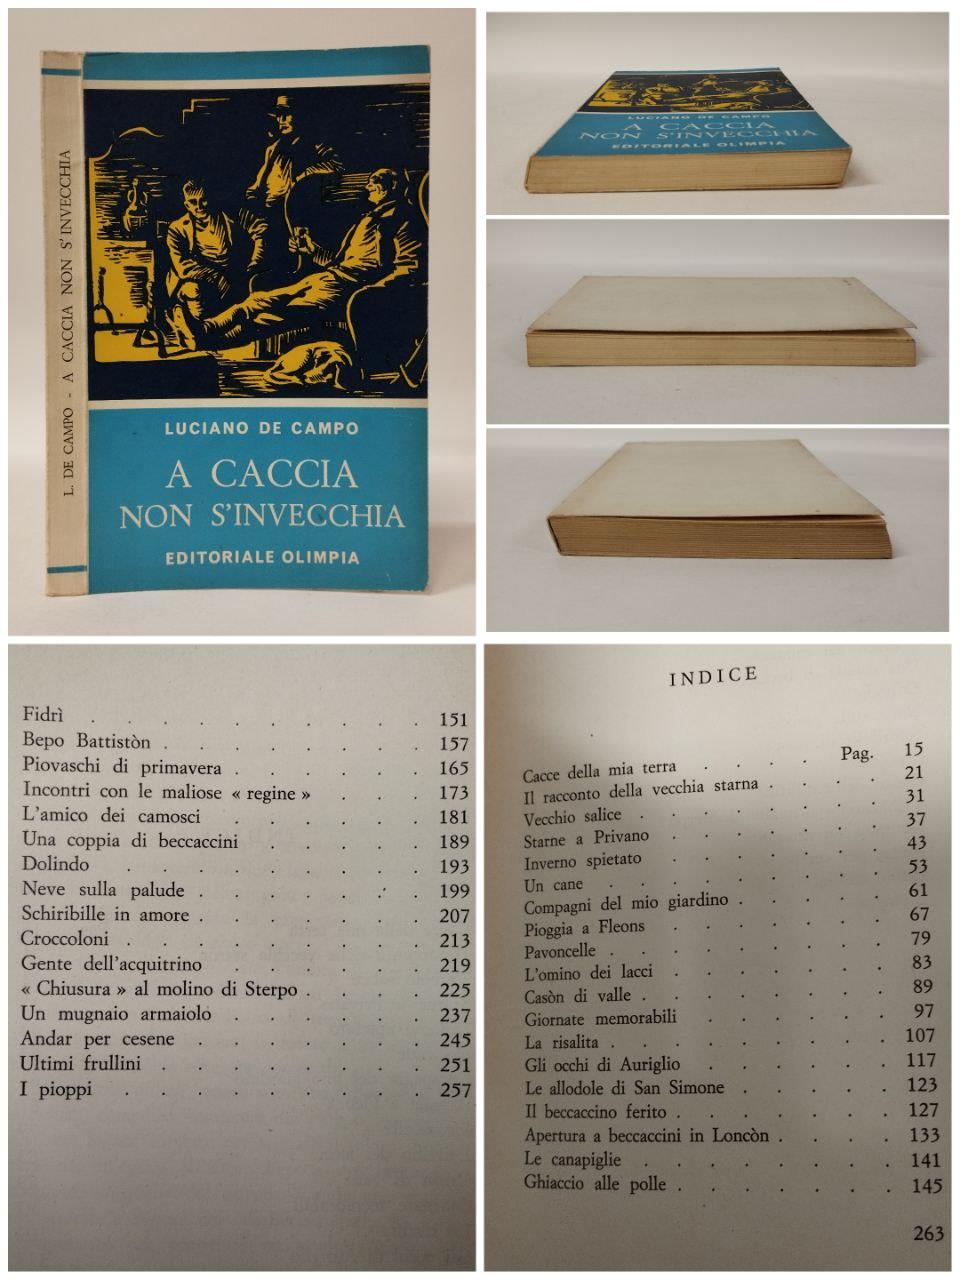 L. DE CAMPO - A CACCIA NON S'INVECCHIA
LUCIANO DE CAMPO
A CACCIA
NON S'INVECCHIA
EDITORIALE OLIMPIA
LUCIANO DE CAMPO
A CACCIA
NON S'INVECCHIA
EDITORIALE OLIMPIA
Fidrì . . . . . . . . . . 151
Bepo Battistòn . . . . . . . 157
Piovaschi di primavera . . . . . 165
Incontri con le maliose « regine » . . . 173
L'amico dei camosci . . . . . 181
Una coppia di beccaccini . . . . 189
Dolindo . . . . . . . . 193
Neve sulla palude . . . . . . 199
Schiribille in amore . . . . . . 207
Croccoloni . . . . . . . . 213
Gente dell'acquitrino . . . . . 219
« Chiusura » al molino di Sterpo . . . . 225
Un mugnaio armaiolo . . . . . 237
Andar per cesene . . . . . . 245
Ultimi frullini . . . . . . . 251
I pioppi . . . . . . . . 257
INDICE
Cacce della mia terra . . . . Pag. 15
Il racconto della vecchia starna . . . . 21
Vecchio salice . . . . . . . 31
Starne a Privano . . . . . . 37
Inverno spietato . . . . . . 43
Un cane . . . . . . . . 53
Compagni del mio giardino . . . . . 61
Pioggia a Fleons . . . . . . 67
Pavoncelle . . . . . . . . 79
L'omino dei lacci . . . . . . 83
Casòn di valle . . . . . . . 89
Giornate memorabili . . . . . 97
La risalita . . . . . . . . 107
Gli occhi di Auriglio . . . . . 117
Le allodole di San Simone . . . . . 123
Il beccaccino ferito . . . . . . 127
Apertura a beccaccini in Loncòn . . . . 133
Le canapiglie . . . . . . . 141
Ghiaccio alle polle . . . . . . 145
263